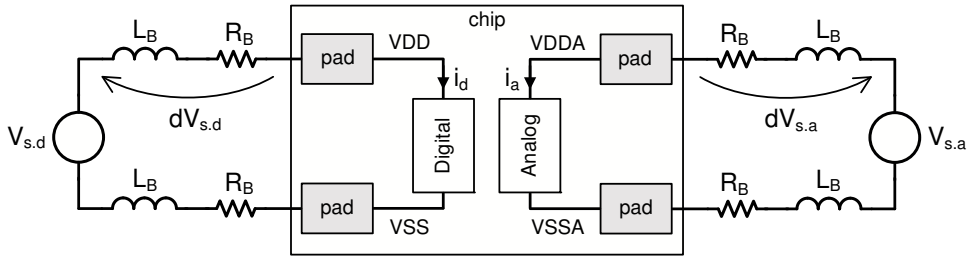 chip
L_B
R_B
pad
VDD
VDDA
pad
R_B
L_B
i_d
i_a
dV_s.d
dV_s.a
V_s.d
Digital
Analog
V_s.a
L_B
R_B
pad
VSS
VSSA
pad
R_B
L_B